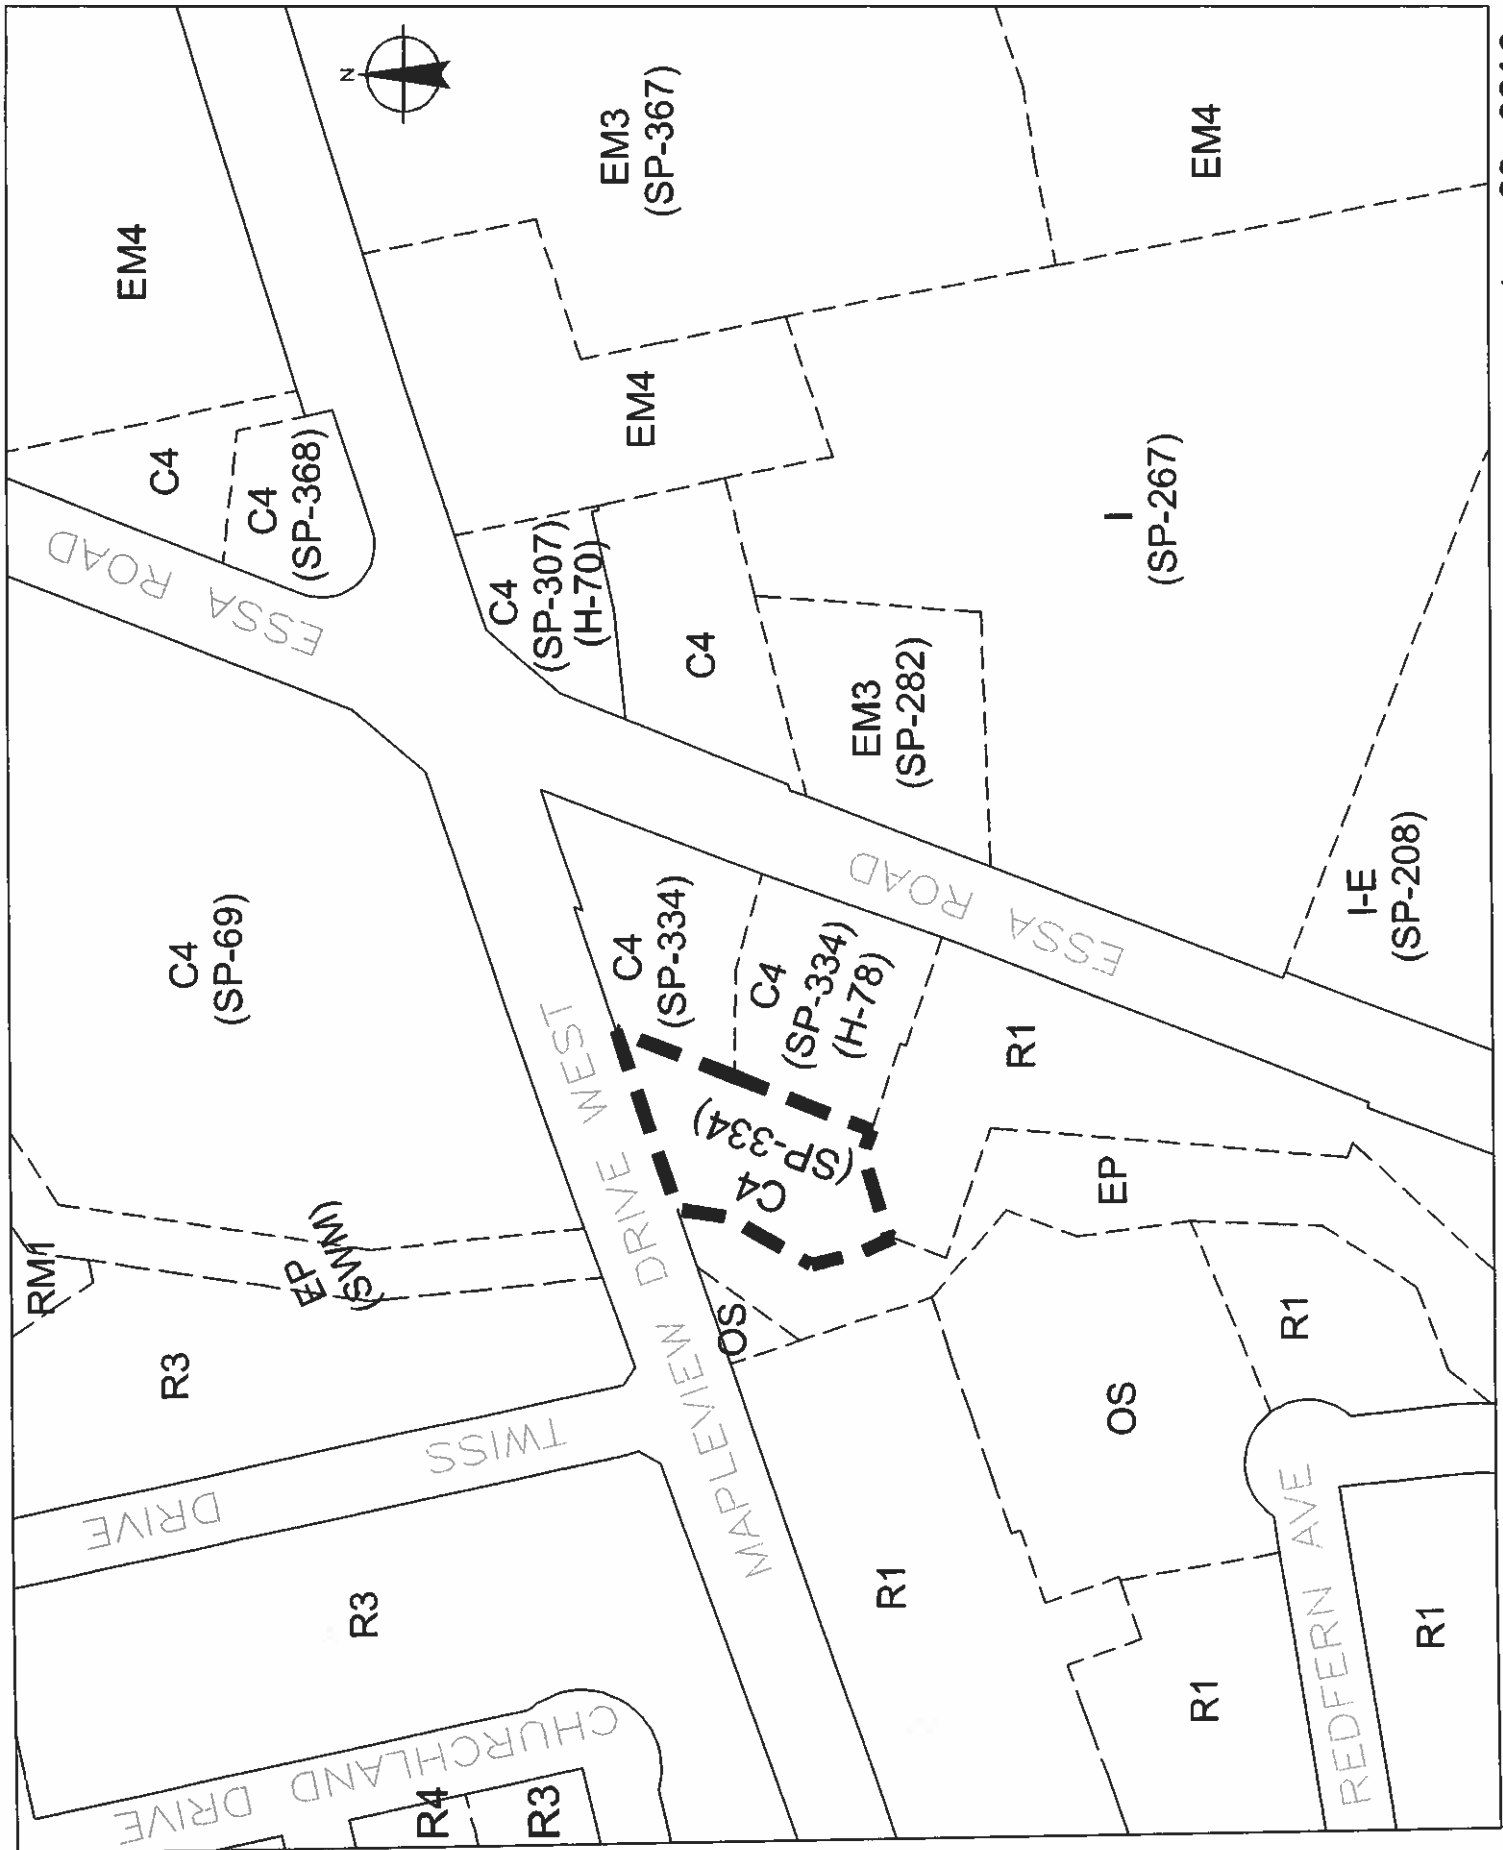 N
EM4
C4
C4
(SP-368)
ESSA ROAD
EM3
(SP-367)
EM4
EM4
C4
(SP-307)
(H-70)
C4
EM3
(SP-282)
I
(SP-267)
I-E
(SP-208)
C4
(SP-69)
C4
(SP-334)
C4
(SP-334)
(H-78)
ESSA ROAD
R1
C4
(SP-334)
MAPLEVIEW DRIVE WEST
EP
(SWM)
RM1
R3
TWISS DRIVE
R3
CHURCHLAND DRIVE
R4
R3
OS
EP
R1
OS
R1
R1
REDFERN AVE
R1